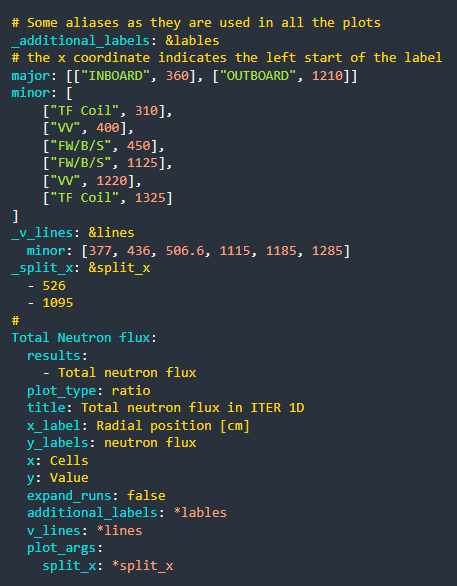 # Some aliases as they are used in all the plots
_additional_labels: &lables
# the x coordinate indicates the left start of the label
major: [["INBOARD", 360], ["OUTBOARD", 1210]]
minor: [
    ["TF Coil", 310],
    ["VV", 400],
    ["FW/B/S", 450],
    ["FW/B/S", 1125],
    ["VV", 1220],
    ["TF Coil", 1325]
]
_v_lines: &lines
  minor: [377, 436, 506.6, 1115, 1185, 1285]
_split_x: &split_x
  - 526
  - 1095
#
Total Neutron flux:
  results:
    - Total neutron flux
  plot_type: ratio
  title: Total neutron flux in ITER 1D
  x_label: Radial position [cm]
  y_labels: neutron flux
  x: Cells
  y: Value
  expand_runs: false
  additional_labels: *lables
  v_lines: *lines
  plot_args:
    split_x: *split_x